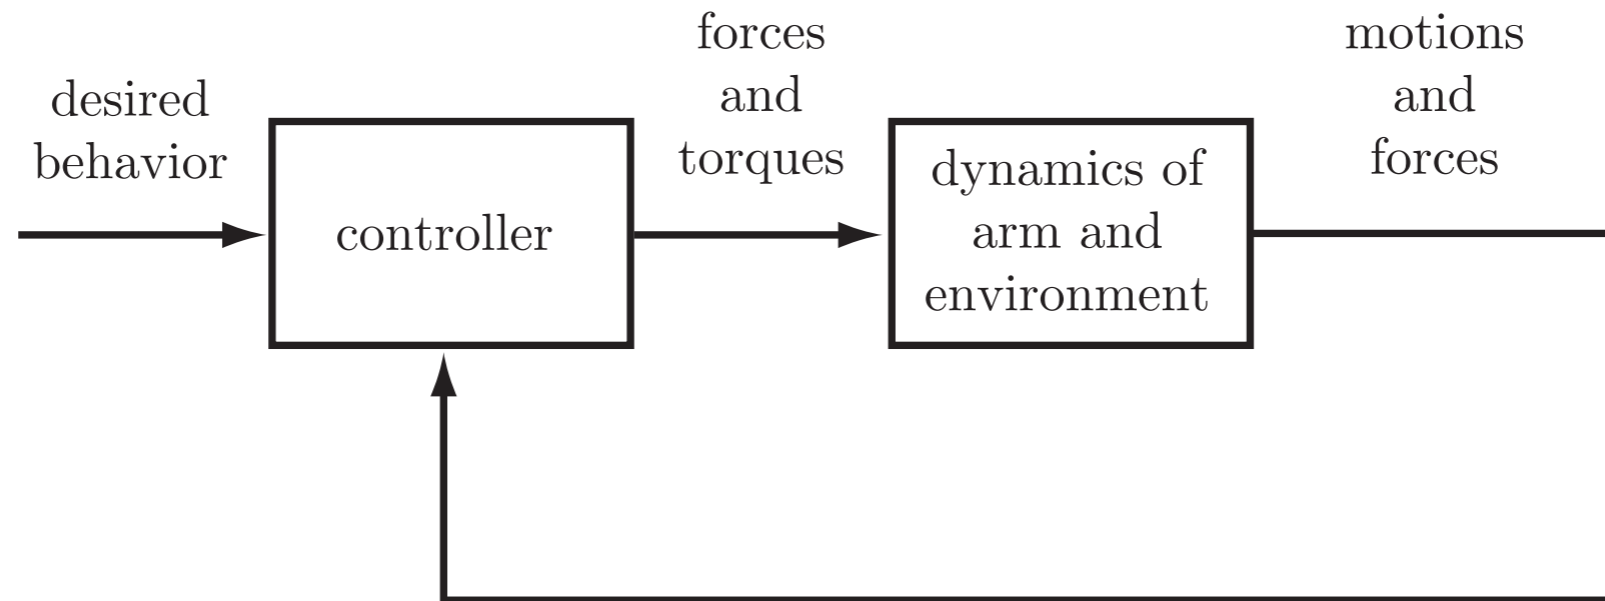 desired
behavior
controller
forces
and
torques
dynamics of
arm and
environment
motions
and
forces